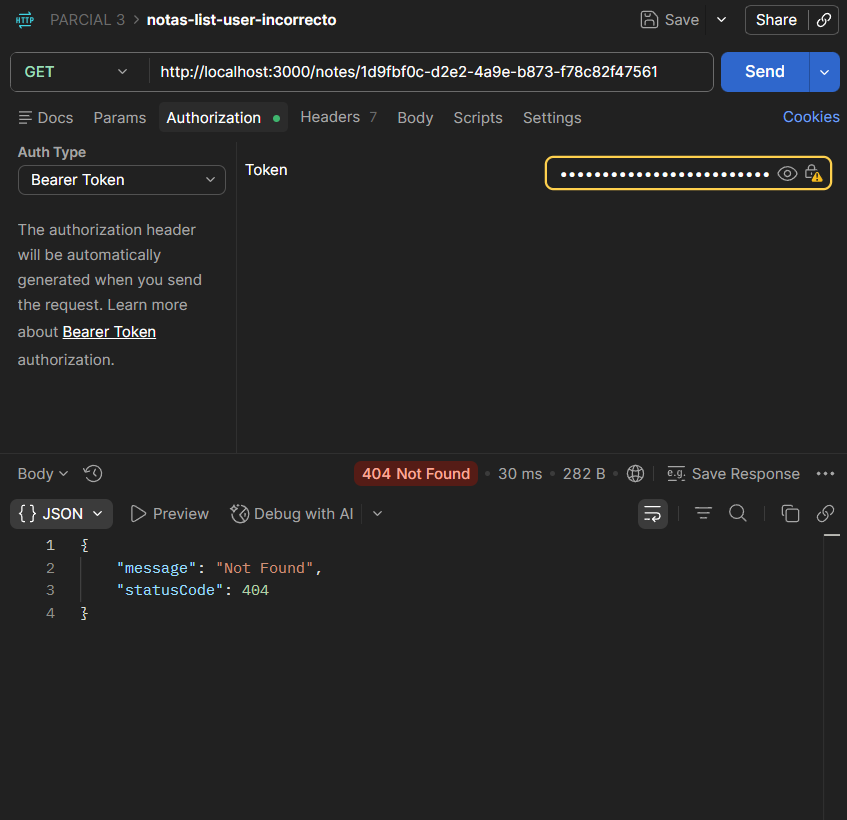 HTTP PARCIAL 3 > notas-list-user-incorrecto Save Share
GET http://localhost:3000/notes/1d9fbf0c-d2e2-4a9e-b873-f78c82f47561 Send
Docs Params Authorization Headers 7 Body Scripts Settings Cookies
Auth Type
Bearer Token
Token
The authorization header
will be automatically
generated when you send
the request. Learn more
about Bearer Token
authorization.
Body 404 Not Found • 30 ms • 282 B • e.g. Save Response
{ } JSON Preview Debug with AI
1 {
2 "message": "Not Found",
3 "statusCode": 404
4 }